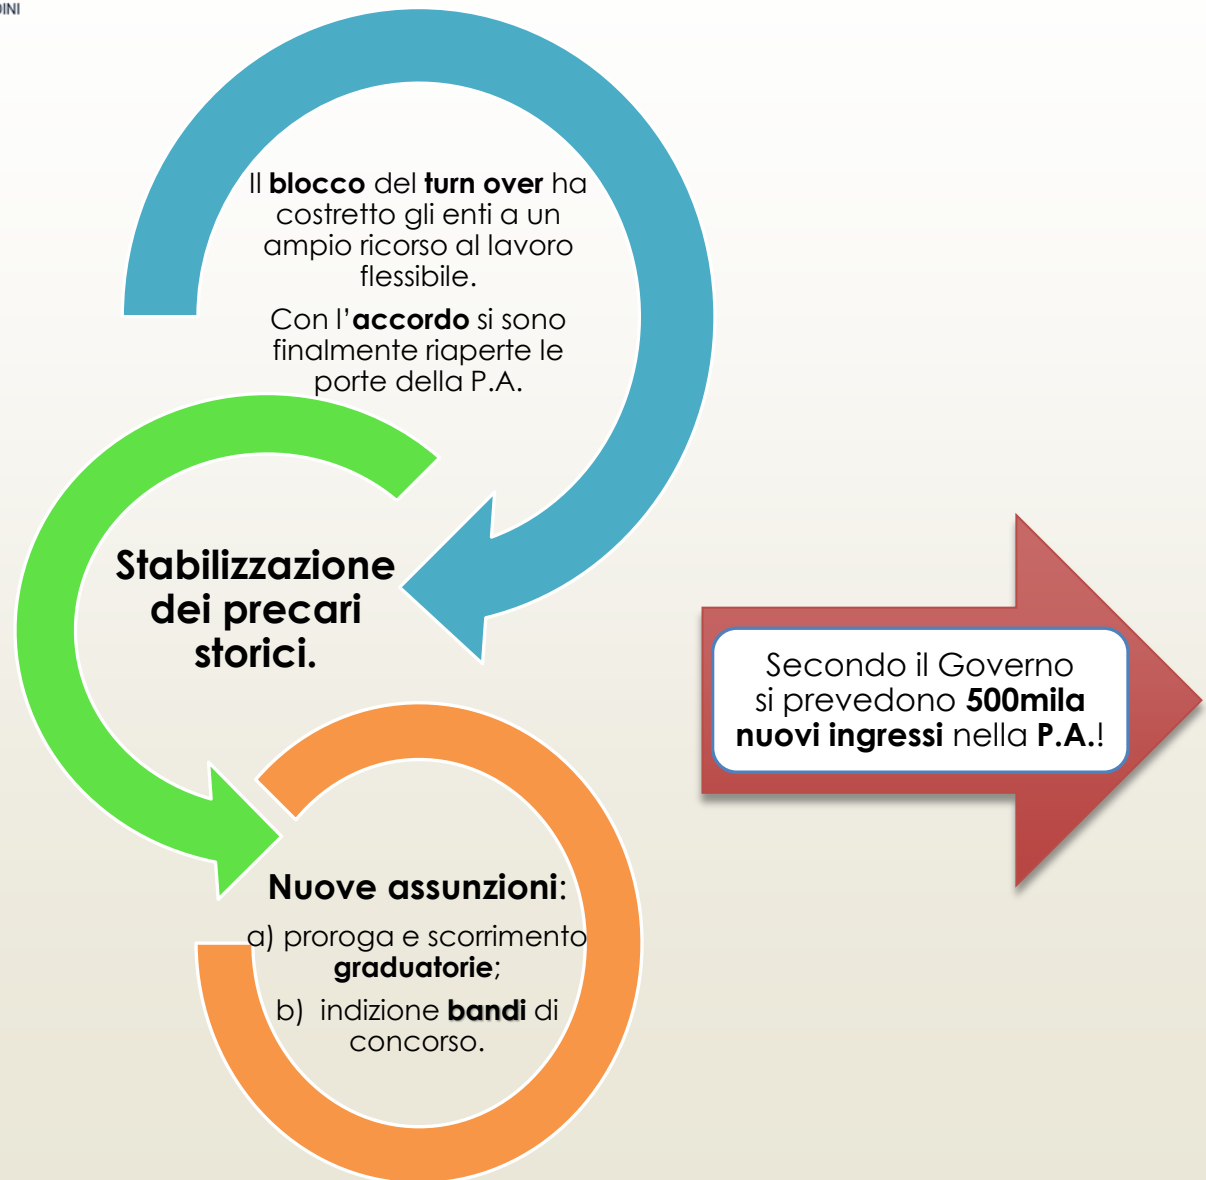 Il blocco del turn over ha
costretto gli enti a un
ampio ricorso al lavoro
flessibile.
Con l’accordo si sono
finalmente riaperte le
porte della P.A.
Stabilizzazione
dei precari
storici.
Nuove assunzioni:
a) proroga e scorrimento
graduatorie;
b) indizione bandi di
concorso.
Secondo il Governo
si prevedono 500mila
nuovi ingressi nella P.A.!